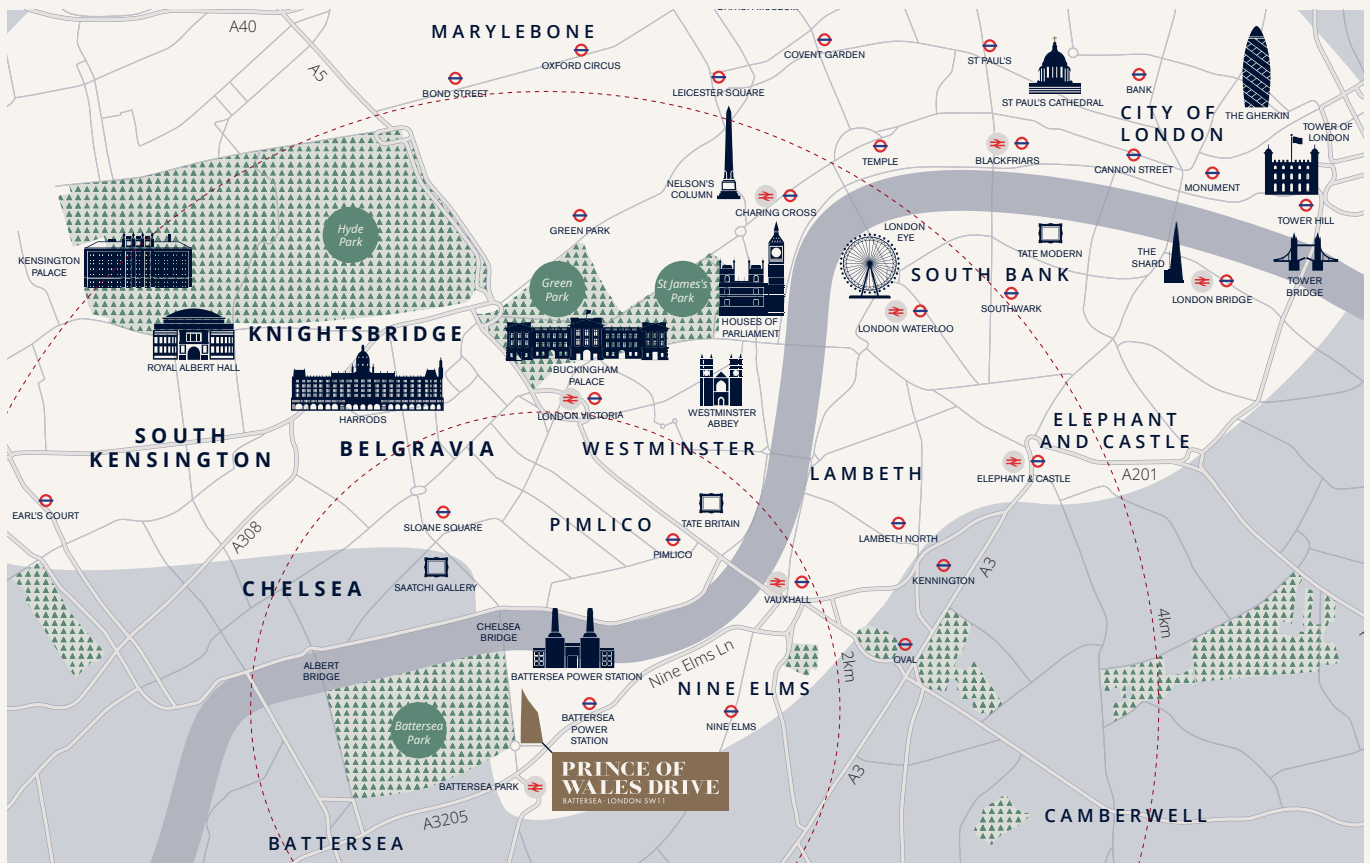 A40
MARYLEBONE
OXFORD CIRCUS
A5
BOND STREET
LEICESTER SQUARE
COVENT GARDEN
ST PAUL'S
ST PAUL'S CATHEDRAL
BANK
THE GHERKIN
CITY OF
LONDON
TOWER OF
LONDON
TEMPLE
BLACKFRIARS
CANNON STREET
MONUMENT
TOWER HILL
NELSON'S
COLUMN
CHARING CROSS
GREEN PARK
Hyde
Park
KENSINGTON
PALACE
Green
Park
St James's
Park
LONDON
EYE
SOUTH BANK
TATE MODERN
THE
SHARD
SOUTHWARK
LONDON BRIDGE
TOWER
BRIDGE
HOUSES OF
PARLIAMENT
LONDON WATERLOO
KNIGHTSBRIDGE
ROYAL ALBERT HALL
HARRODS
BUCKINGHAM
PALACE
LONDON VICTORIA
WESTMINSTER
ABBEY
SOUTH
KENSINGTON
BELGRAVIA
WESTMINSTER
LAMBETH
ELEPHANT
AND CASTLE
ELEPHANT & CASTLE
A201
EARL'S COURT
A308
SLOANE SQUARE
PIMLICO
TATE BRITAIN
PIMLICO
LAMBETH NORTH
KENNINGTON
A3
CHELSEA
SAATCHI GALLERY
VAUXHALL
CHELSEA
BRIDGE
ALBERT
BRIDGE
BATTERSEA POWER STATION
Nine Elms Ln
2km
OVAL
4km
NINE ELMS
NINE ELMS
BATTERSEA
POWER
STATION
Battersea
Park
BATTERSEA PARK
PRINCE OF
WALES DRIVE
BATTERSEA · LONDON SW11
A3
A3205
BATTERSEA
CAMBERWELL